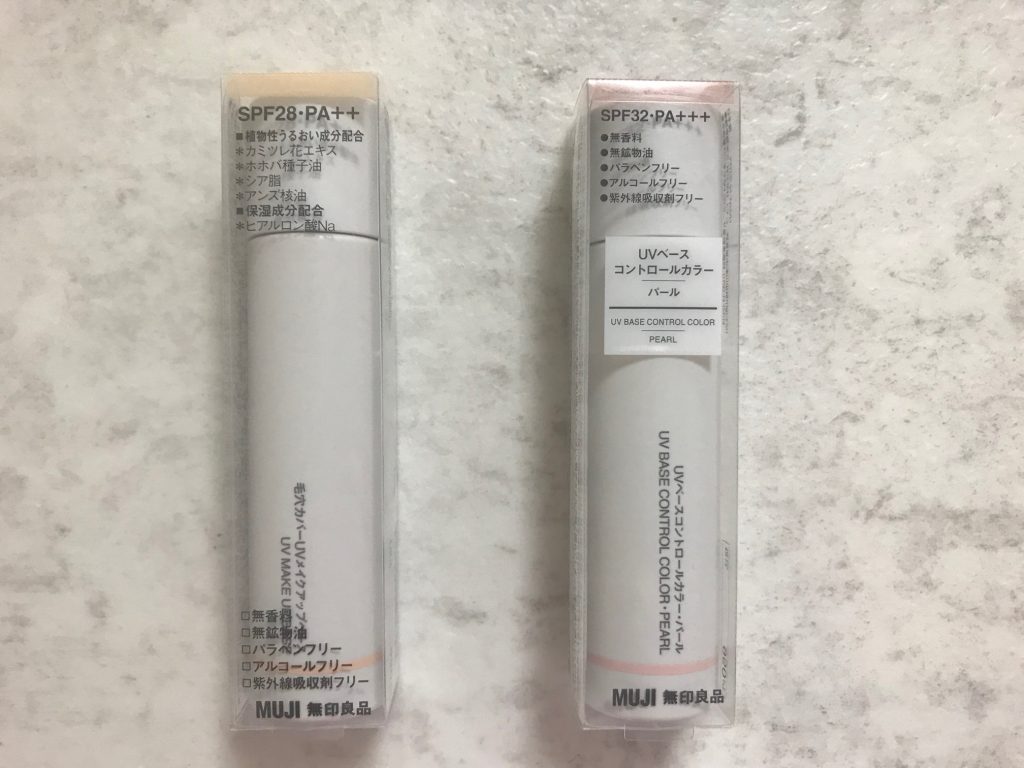 SPF28・PA++
■植物性うるおい成分配合
＊カミツレ花エキス
＊ホホバ種子油
＊シア脂
＊アンズ核油
■保湿成分配合
＊ヒアルロン酸Na
毛穴カバーUVメイクアップ
UV MAKE UP
□無香料
□無鉱物油
□パラベンフリー
□アルコールフリー
□紫外線吸収剤フリー
MUJI 無印良品
SPF32・PA+++
●無香料
●無鉱物油
●パラベンフリー
●アルコールフリー
●紫外線吸収剤フリー
UVベース
コントロールカラー
パール
UV BASE CONTROL COLOR
PEARL
UVベースコントロールカラー・パール
UV BASE CONTROL COLOR・PEARL
MUJI 無印良品